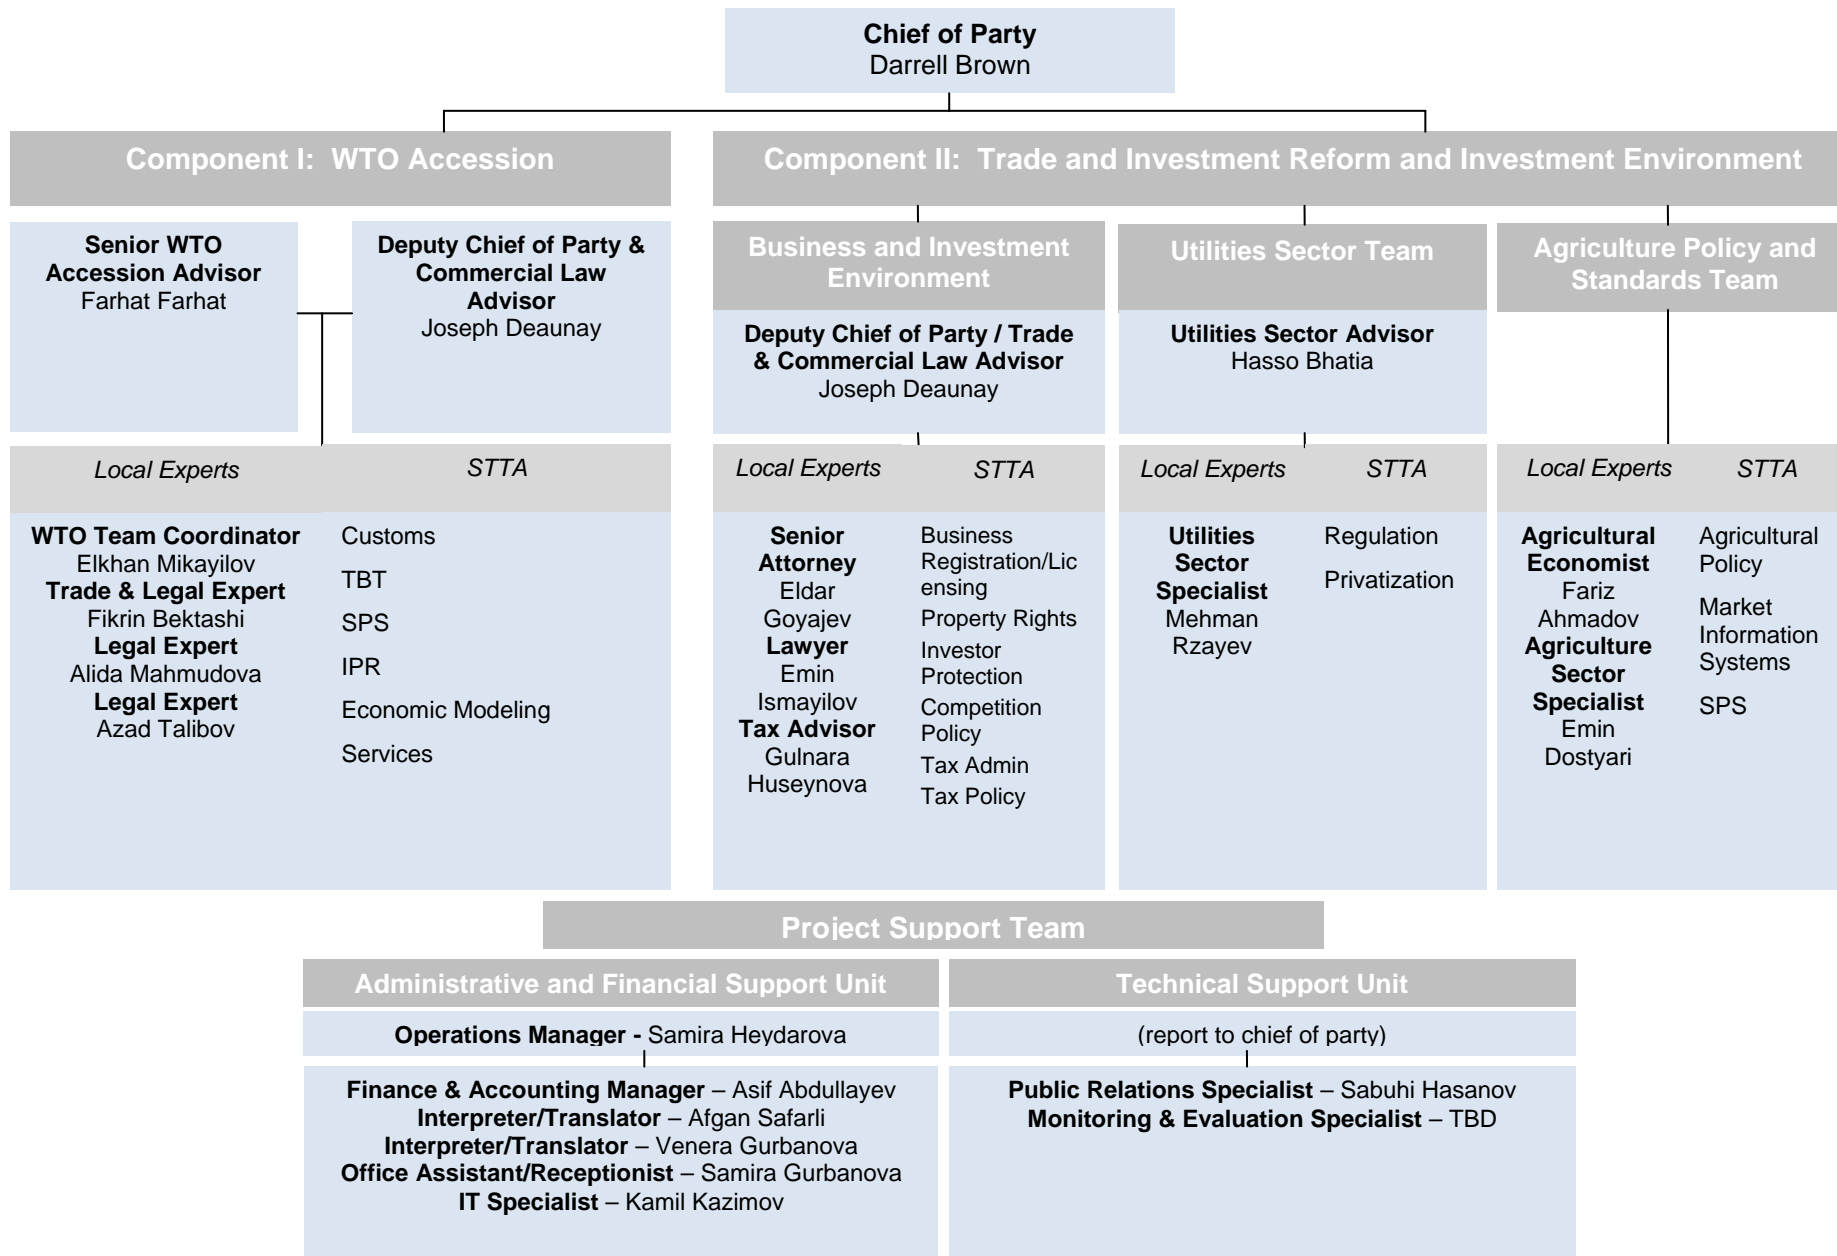 Chief of Party
Darrell Brown
Component I: WTO Accession
Senior WTO
Accession Advisor
Farhat Farhat
Deputy Chief of Party &
Commercial Law
Advisor
Joseph Deaunay
Local Experts
STTA
WTO Team Coordinator
Elkhan Mikayilov
Trade & Legal Expert
Fikrin Bektashi
Legal Expert
Alida Mahmudova
Legal Expert
Azad Talibov
Customs
TBT
SPS
IPR
Economic Modeling
Services
Component II: Trade and Investment Reform and Investment Environment
Business and Investment
Environment
Deputy Chief of Party / Trade
& Commercial Law Advisor
Joseph Deaunay
Local Experts
STTA
Senior
Attorney
Eldar
Goyajev
Lawyer
Emin
Ismayilov
Tax Advisor
Gulnara
Huseynova
Business
Registration/Lic
ensing
Property Rights
Investor
Protection
Competition
Policy
Tax Admin
Tax Policy
Utilities Sector Team
Utilities Sector Advisor
Hasso Bhatia
Local Experts
STTA
Utilities
Sector
Specialist
Mehman
Rzayev
Regulation
Privatization
Agriculture Policy and
Standards Team
Local Experts
STTA
Agricultural
Economist
Fariz
Ahmadov
Agriculture
Sector
Specialist
Emin
Dostyari
Agricultural
Policy
Market
Information
Systems
SPS
Project Support Team
Administrative and Financial Support Unit
Operations Manager - Samira Heydarova
Finance & Accounting Manager – Asif Abdullayev
Interpreter/Translator – Afgan Safarli
Interpreter/Translator – Venera Gurbanova
Office Assistant/Receptionist – Samira Gurbanova
IT Specialist – Kamil Kazimov
Technical Support Unit
(report to chief of party)
Public Relations Specialist – Sabuhi Hasanov
Monitoring & Evaluation Specialist – TBD